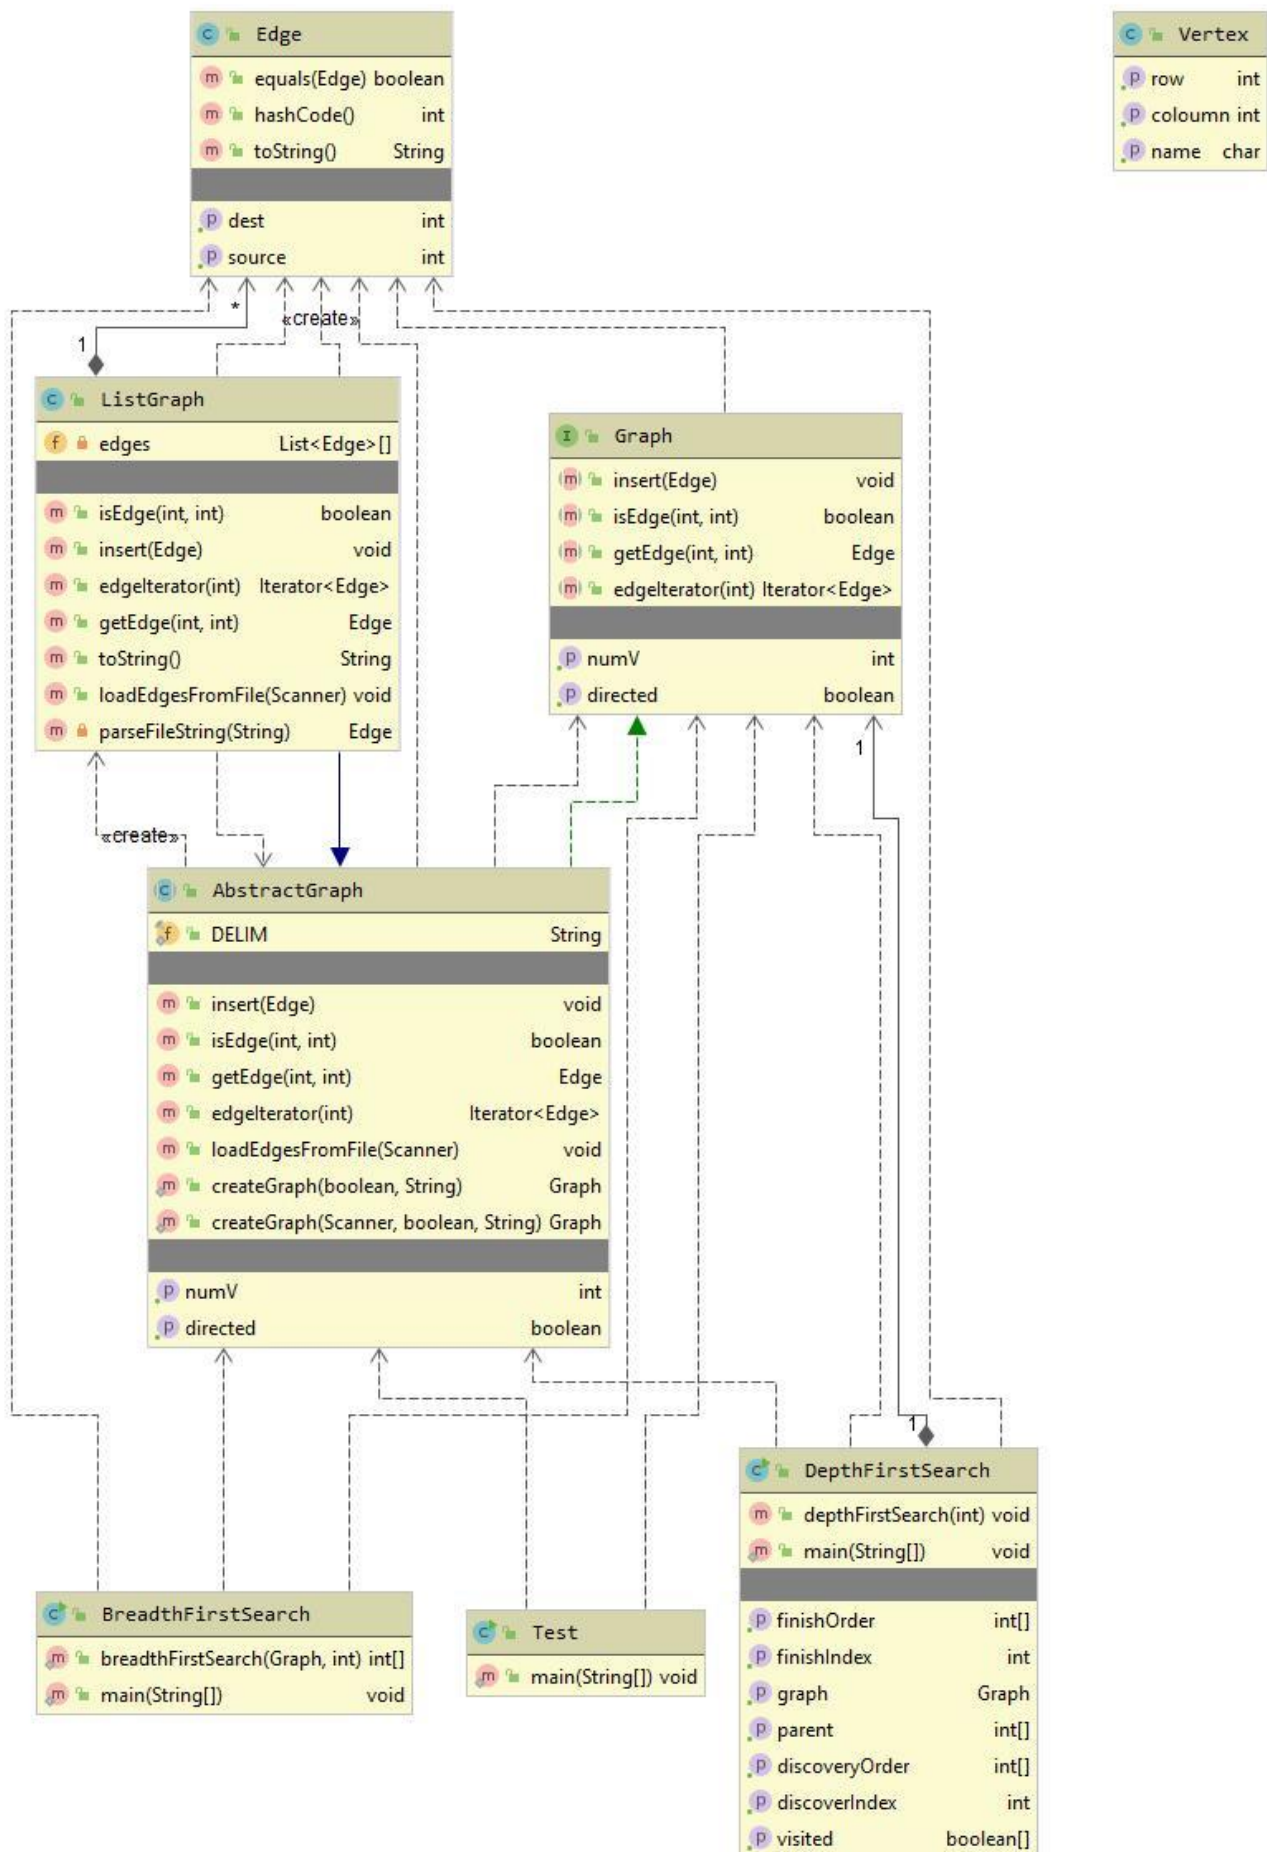 Edge
equals(Edge) boolean
hashCode() int
toString() String
dest int
source int
Vertex
row int
coloumn int
name char
*
«create»
1
ListGraph
edges List<Edge>[]
isEdge(int, int) boolean
insert(Edge) void
edgeIterator(int) Iterator<Edge>
getEdge(int, int) Edge
toString() String
loadEdgesFromFile(Scanner) void
parseFileString(String) Edge
Graph
insert(Edge) void
isEdge(int, int) boolean
getEdge(int, int) Edge
edgeIterator(int) Iterator<Edge>
numV int
directed boolean
1
«create»
AbstractGraph
DELIM String
insert(Edge) void
isEdge(int, int) boolean
getEdge(int, int) Edge
edgeIterator(int) Iterator<Edge>
loadEdgesFromFile(Scanner) void
createGraph(boolean, String) Graph
createGraph(Scanner, boolean, String) Graph
numV int
directed boolean
1
BreadthFirstSearch
breadthFirstSearch(Graph, int) int[]
main(String[]) void
Test
main(String[]) void
DepthFirstSearch
depthFirstSearch(int) void
main(String[]) void
finishOrder int[]
finishIndex int
graph Graph
parent int[]
discoveryOrder int[]
discoverIndex int
visited boolean[]